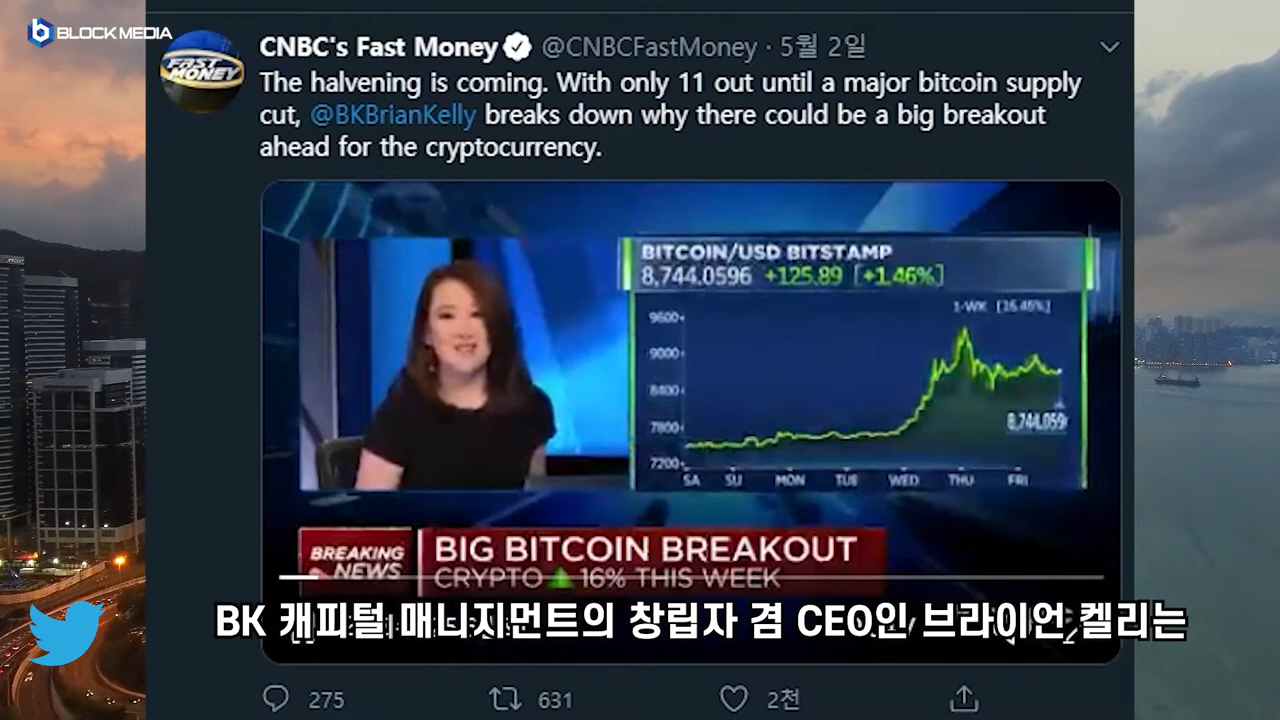 BLOCKMEDIA
CNBC's Fast Money @CNBCFastMoney · 5월 2일
FAST MONEY
The halvening is coming. With only 11 out until a major bitcoin supply
cut, @BKBrianKelly breaks down why there could be a big breakout
ahead for the cryptocurrency.
BITCOIN/USD BITSTAMP
8,744.0596 +125.89 [+1.46%]
1-WK [16.45%]
9600
9000
8400
7800
7200
8,744.059
SA SU MON TUE WED THU FRI
BREAKING NEWS
BIG BITCOIN BREAKOUT
CRYPTO ▲ 16% THIS WEEK
BK 캐피털 매니지먼트의 창립자 겸 CEO인 브라이언 켈리는
275 631 2천